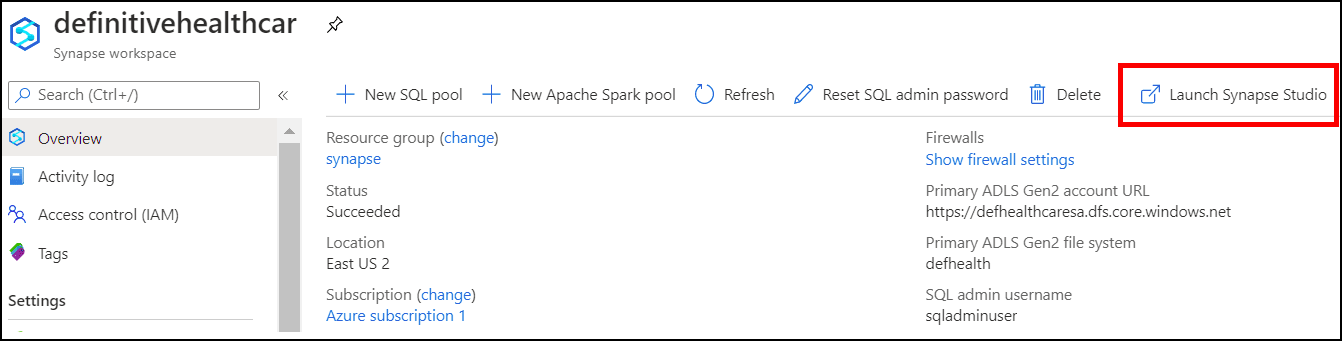 definitivehealthcar
Synapse workspace
Search (Ctrl+/)
Overview
Activity log
Access control (IAM)
Tags
Settings
New SQL pool
New Apache Spark pool
Refresh
Reset SQL admin password
Delete
Launch Synapse Studio
Resource group (change)
synapse
Status
Succeeded
Location
East US 2
Subscription (change)
Azure subscription 1
Firewalls
Show firewall settings
Primary ADLS Gen2 account URL
https://defhealthcaresa.dfs.core.windows.net
Primary ADLS Gen2 file system
defhealth
SQL admin username
sqladminuser